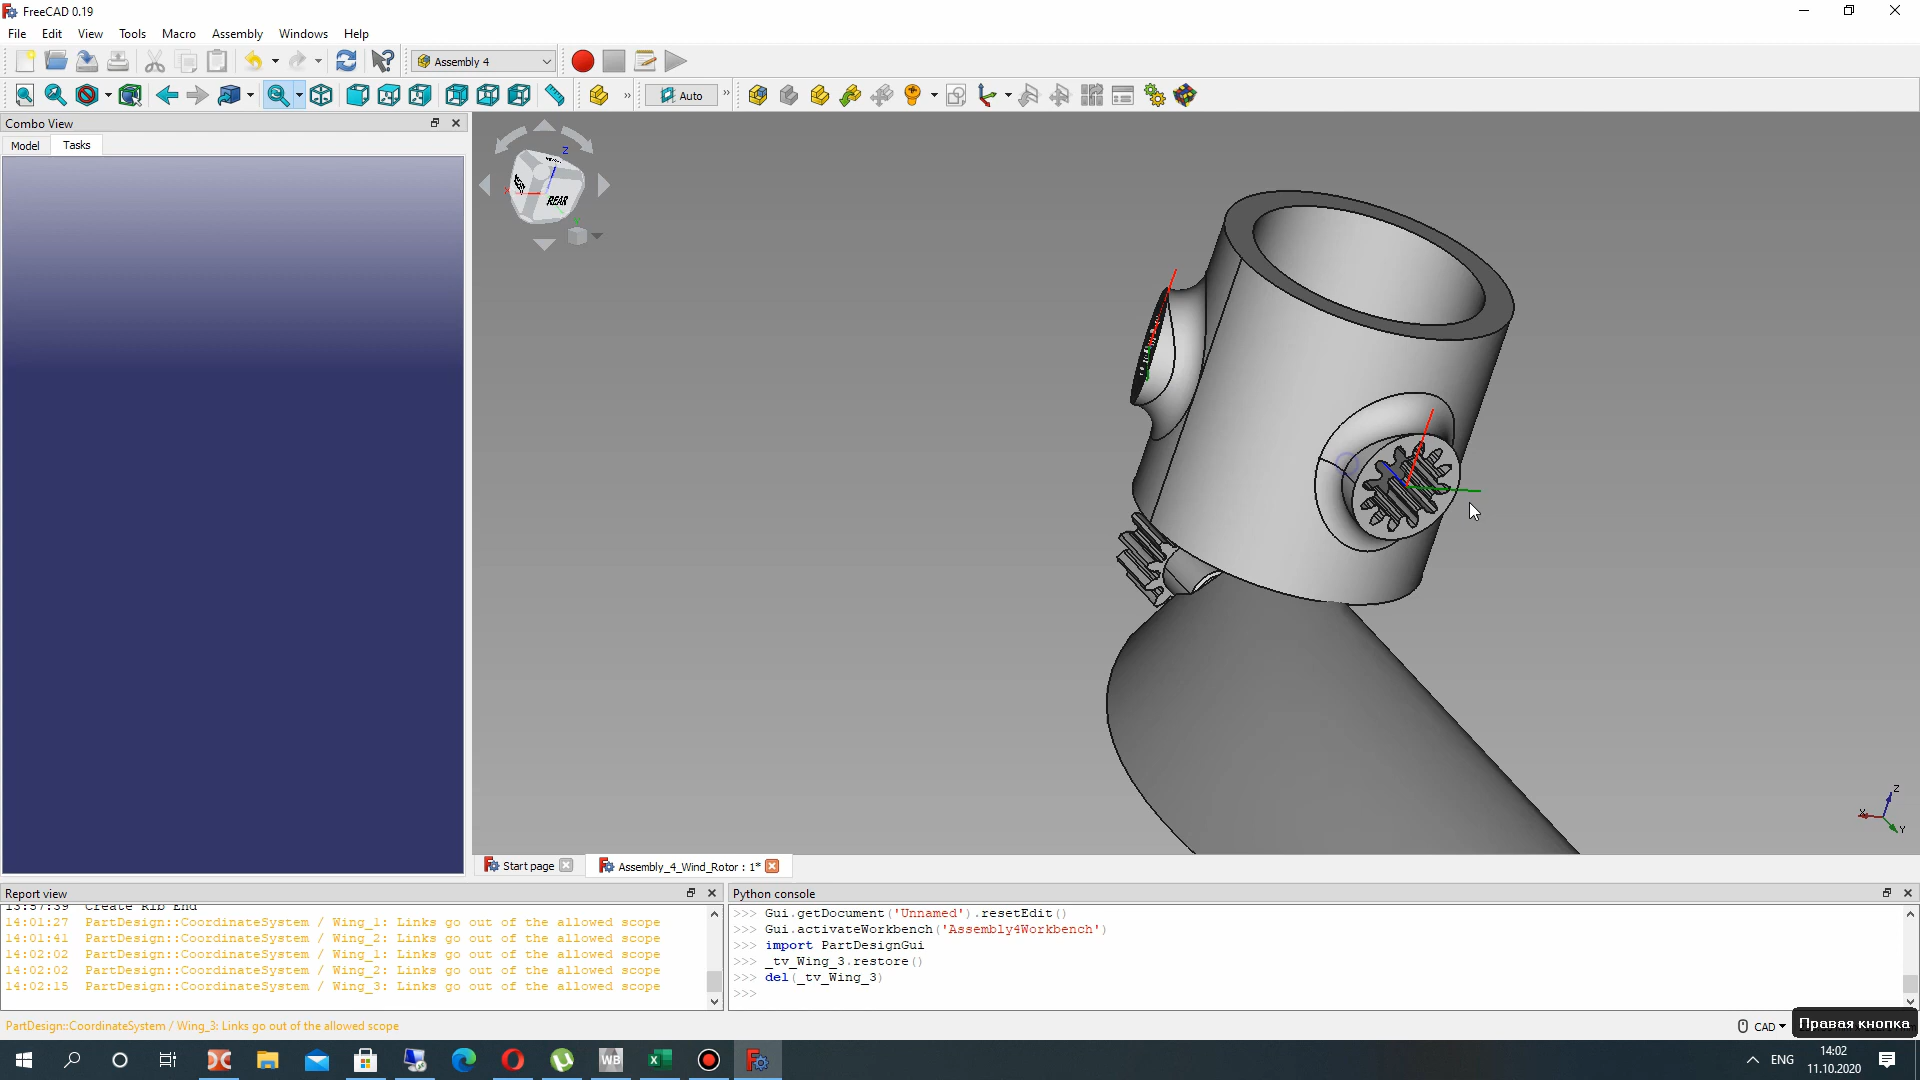 FreeCAD 0.19
File Edit View Tools Macro Assembly Windows Help
Assembly 4
Auto
Combo View
Model Tasks
Z
X
REAR
Z
X
Y
Start page
Assembly_4_Wind_Rotor : 1*
Report view
13:57:39 Create Rib End
14:01:27 PartDesign::CoordinateSystem / Wing_1: Links go out of the allowed scope
14:01:41 PartDesign::CoordinateSystem / Wing_2: Links go out of the allowed scope
14:02:02 PartDesign::CoordinateSystem / Wing_1: Links go out of the allowed scope
14:02:02 PartDesign::CoordinateSystem / Wing_2: Links go out of the allowed scope
14:02:15 PartDesign::CoordinateSystem / Wing_3: Links go out of the allowed scope
Python console
>>> Gui.getDocument('Unnamed').resetEdit()
>>> Gui.activateWorkbench('Assembly4Workbench')
>>> import PartDesignGui
>>> _tv_Wing_3.restore()
>>> del(_tv_Wing_3)
>>>
PartDesign::CoordinateSystem / Wing_3: Links go out of the allowed scope
CAD
Правая кнопка
WB
ENG
14:02
11.10.2020